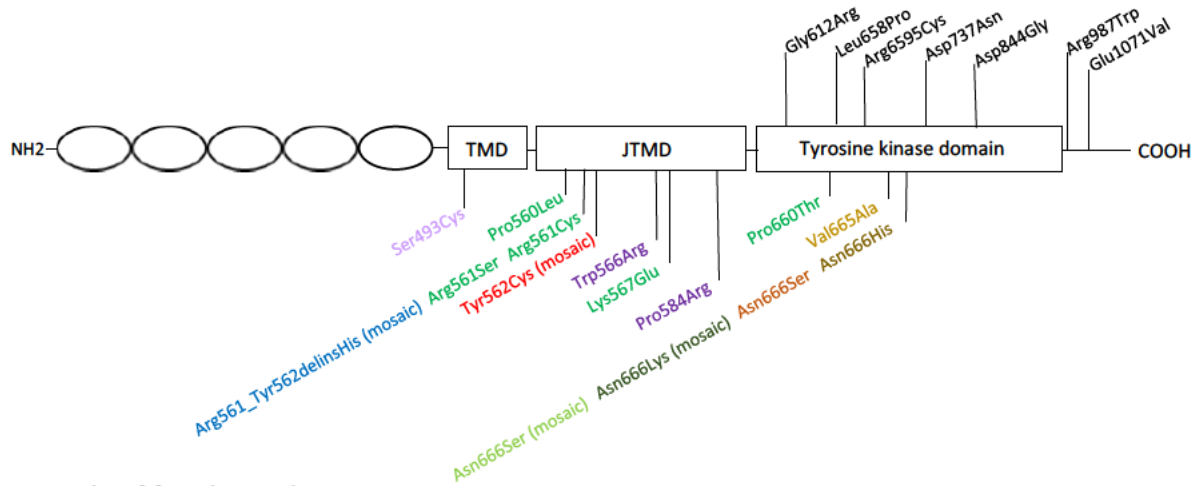 Gly612Arg
Leu658Pro
Arg6595Cys
Asp737Asn
Asp844Gly
Arg987Trp
Glu1071Val
NH2
TMD
JTMD
Tyrosine kinase domain
COOH
Ser493Cys
Pro560Leu
Arg561_Tyr562delinsHis (mosaic) Arg561Ser Arg561Cys
Tyr562Cys (mosaic)
Trp566Arg
Lys567Glu
Pro584Arg
Pro660Thr
Val665Ala
Asn666Ser (mosaic) Asn666Lys (mosaic) Asn666Ser Asn666His